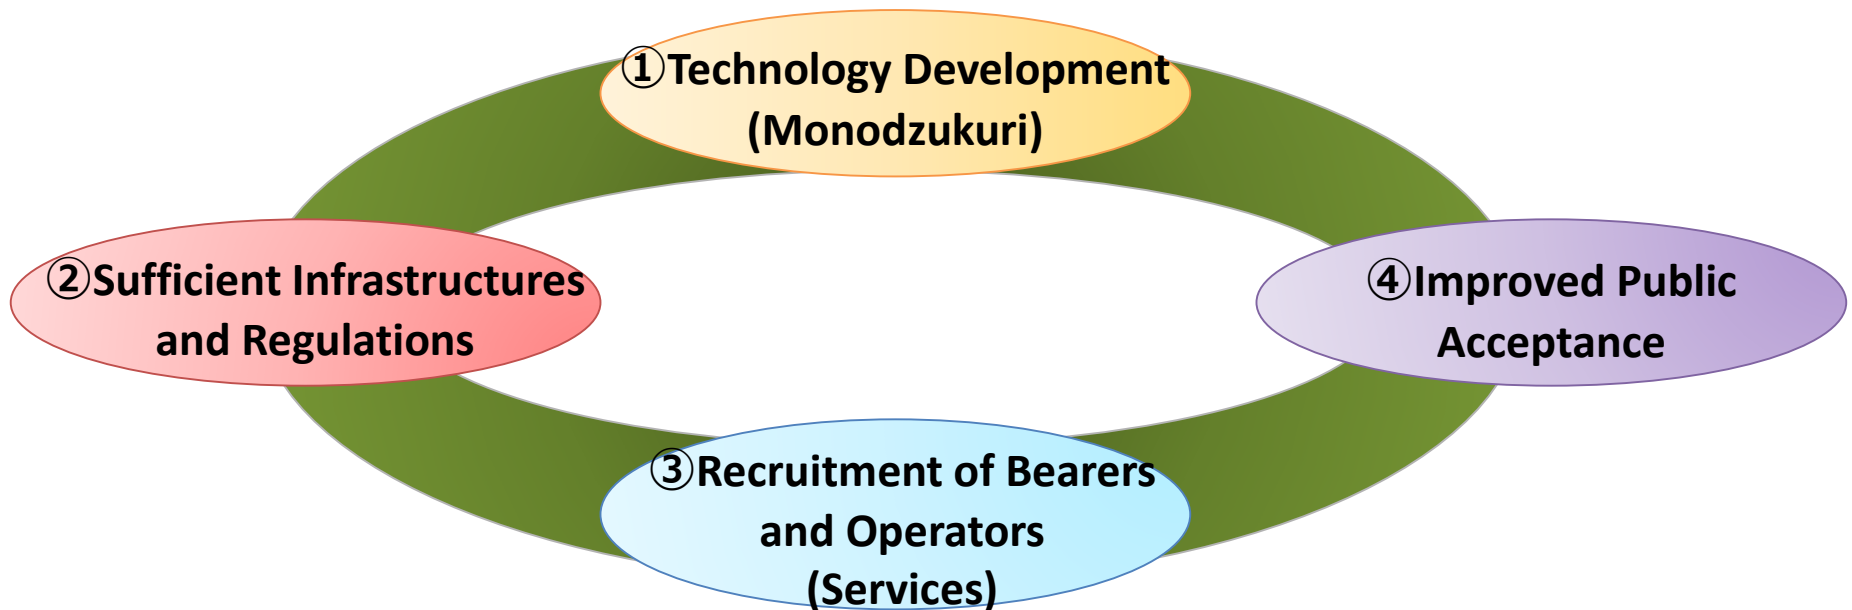 ①Technology Development
(Monodzukuri)
②Sufficient Infrastructures
and Regulations
③Recruitment of Bearers
and Operators
(Services)
④Improved Public
Acceptance